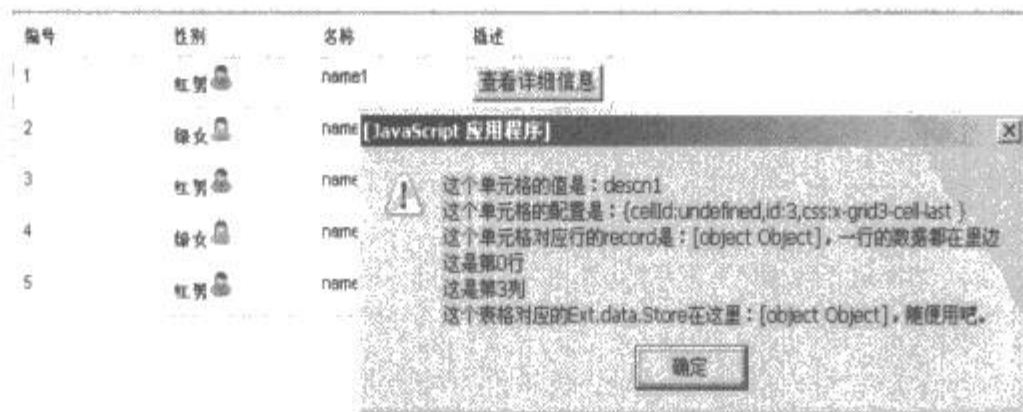 编号 性别 名称 描述
1 红男 name1 查看详细信息
2 绿女 name
3 红男 name
4 绿女 name
5 红男 name
[JavaScript 应用程序]
这个单元格的值是：descn1
这个单元格的配置是：{cellId:undefined,id:3,css:x-grid3-cell-last }
这个单元格对应行的record是：[object Object]，一行的数据都在里边
这是第0行
这是第3列
这个表格对应的Ext.data.Store在这里：[object Object]，随便用吧。
确定